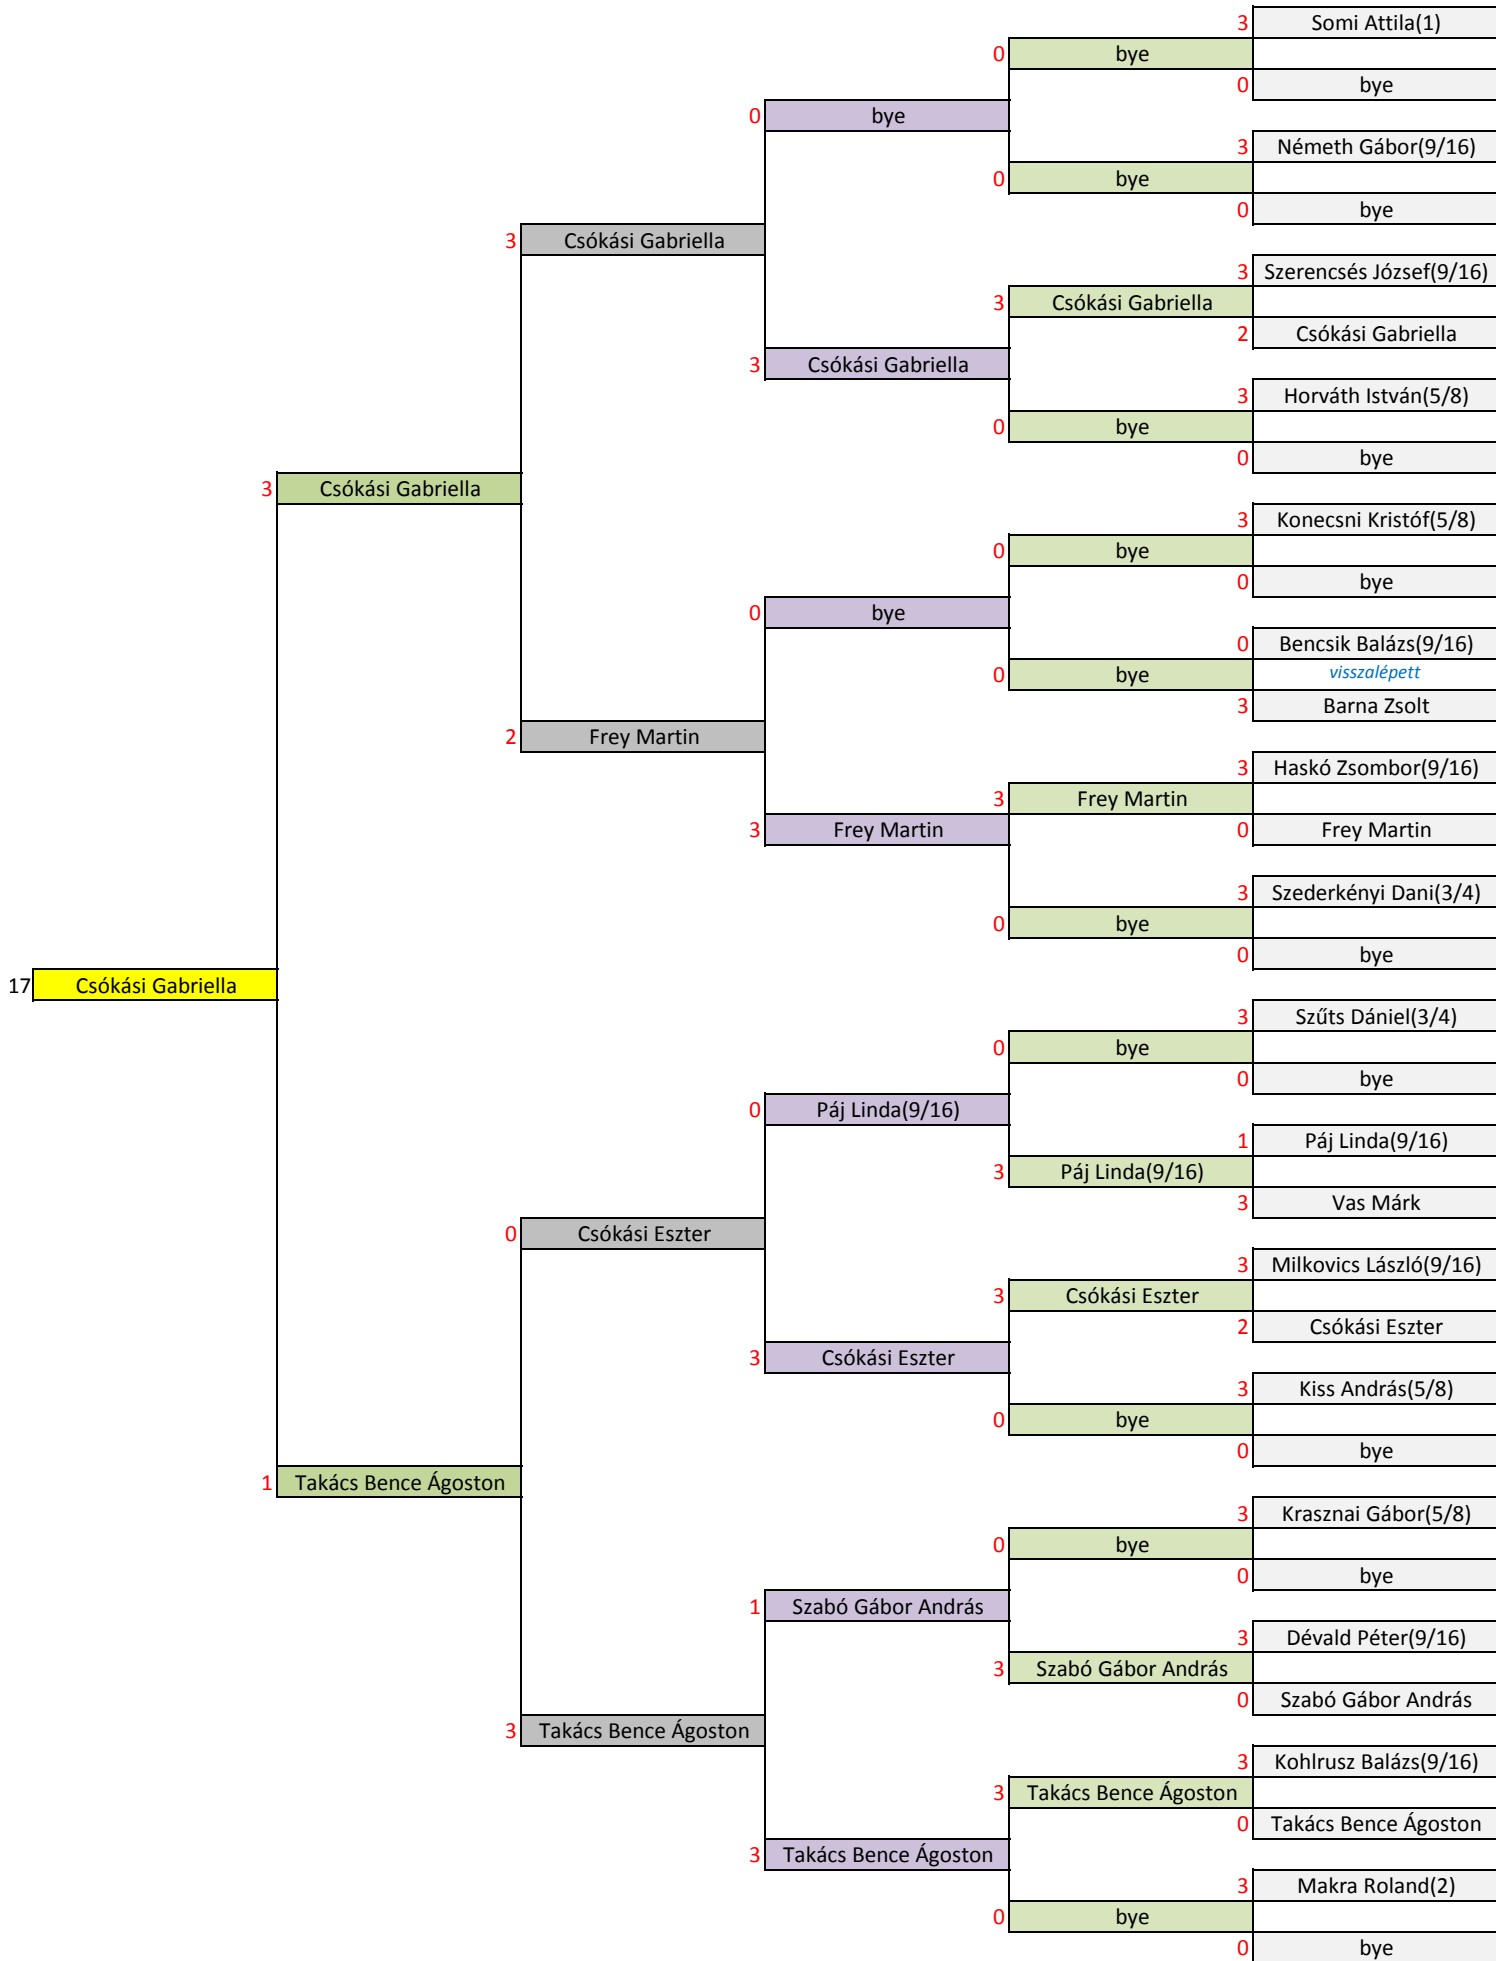 3 Somi Attila(1)
0 bye
0 bye
0 bye
3 Németh Gábor(9/16)
0 bye
0 bye
3 Csókási Gabriella
3 Szerencsés József(9/16)
3 Csókási Gabriella
2 Csókási Gabriella
3 Csókási Gabriella
3 Horváth István(5/8)
0 bye
0 bye
3 Csókási Gabriella
3 Konecsni Kristóf(5/8)
0 bye
0 bye
0 bye
0 Bencsik Balázs(9/16)
0 bye visszalépett
3 Barna Zsolt
2 Frey Martin
3 Haskó Zsombor(9/16)
3 Frey Martin
3 Frey Martin 0 Frey Martin
3 Szederkényi Dani(3/4)
0 bye
0 bye
17 Csókási Gabriella
3 Szűts Dániel(3/4)
0 bye
0 bye
0 Páj Linda(9/16)
1 Páj Linda(9/16)
3 Páj Linda(9/16)
3 Vas Márk
0 Csókási Eszter
3 Milkovics László(9/16)
3 Csókási Eszter
2 Csókási Eszter
3 Csókási Eszter
3 Kiss András(5/8)
0 bye
0 bye
1 Takács Bence Ágoston
3 Krasznai Gábor(5/8)
0 bye
0 bye
1 Szabó Gábor András
3 Dévald Péter(9/16)
3 Szabó Gábor András
0 Szabó Gábor András
3 Takács Bence Ágoston
3 Kohlrusz Balázs(9/16)
3 Takács Bence Ágoston
0 Takács Bence Ágoston
3 Takács Bence Ágoston
3 Makra Roland(2)
0 bye
0 bye